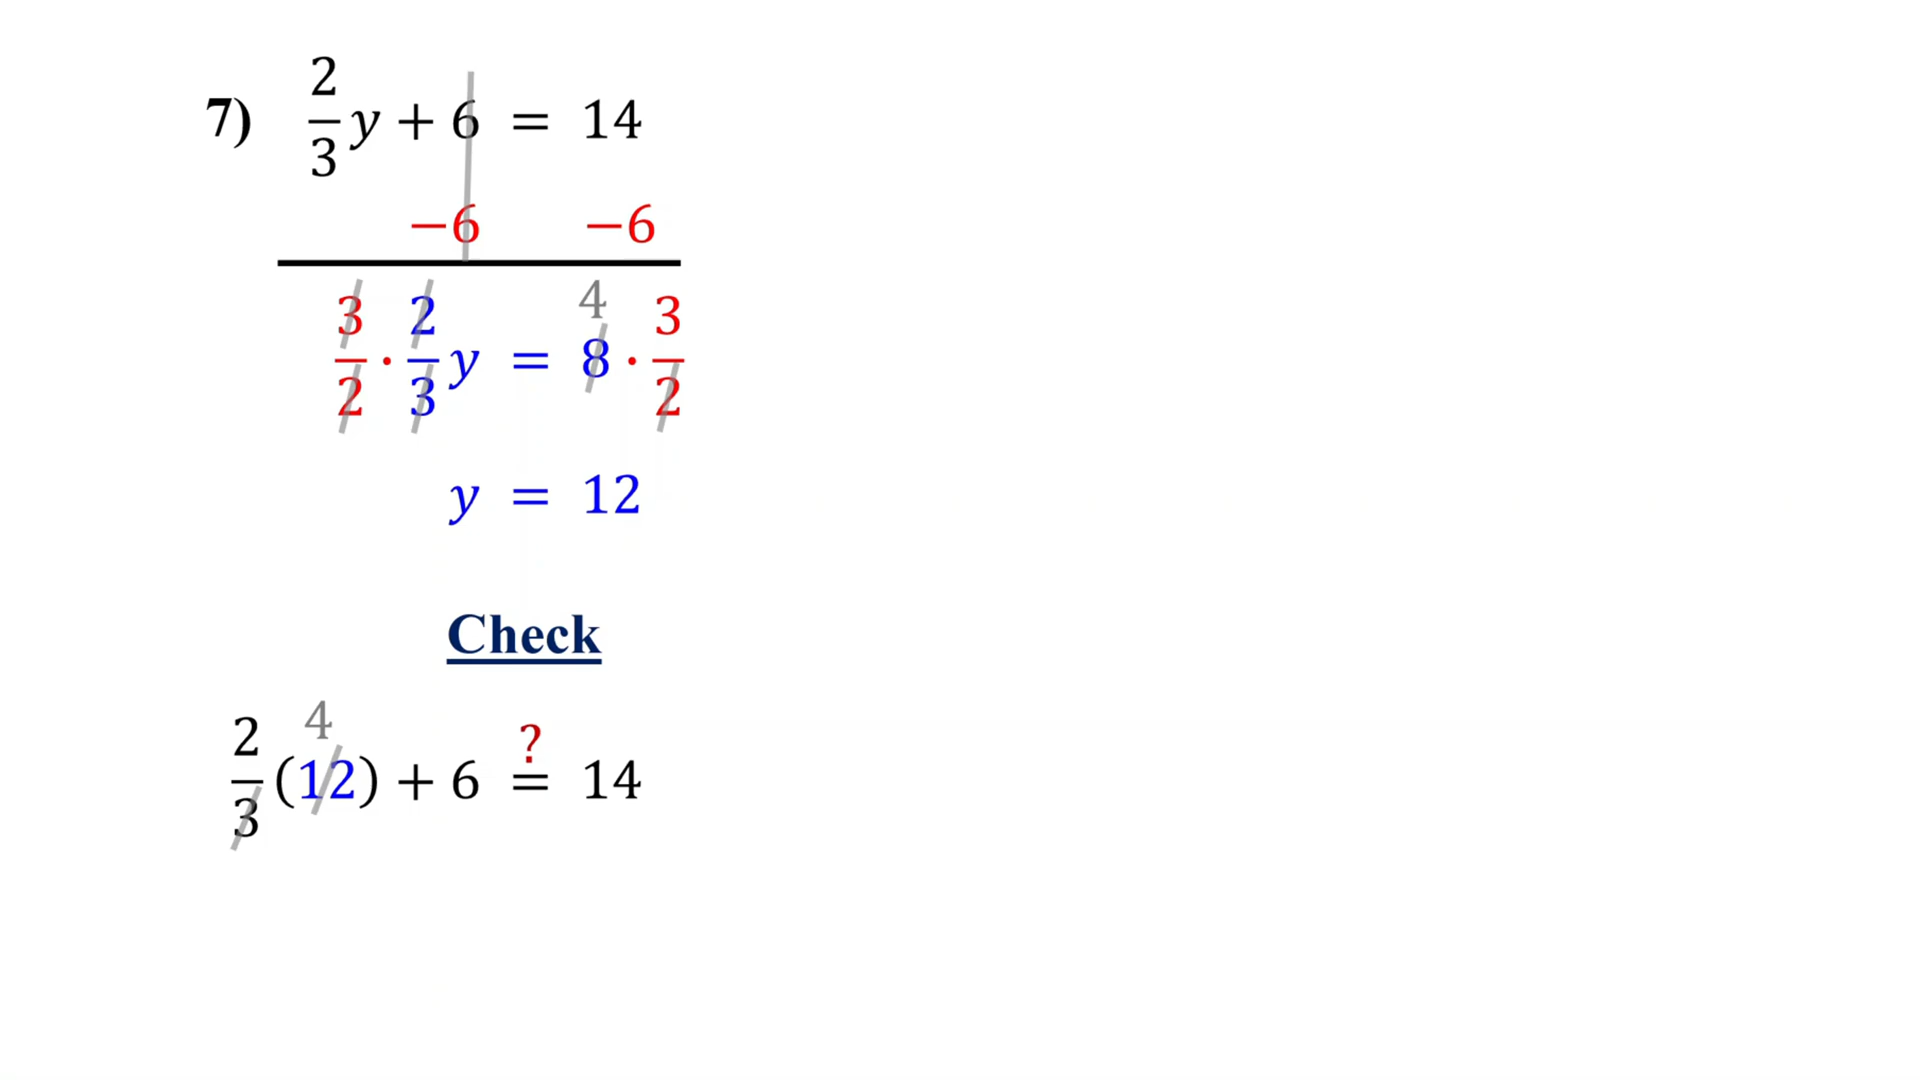 7) 2/3 y + 6 = 14
−6 −6
4
3/2 · 2/3 y = 8 · 3/2
y = 12
Check
4
2/3 (12) + 6 =? 14